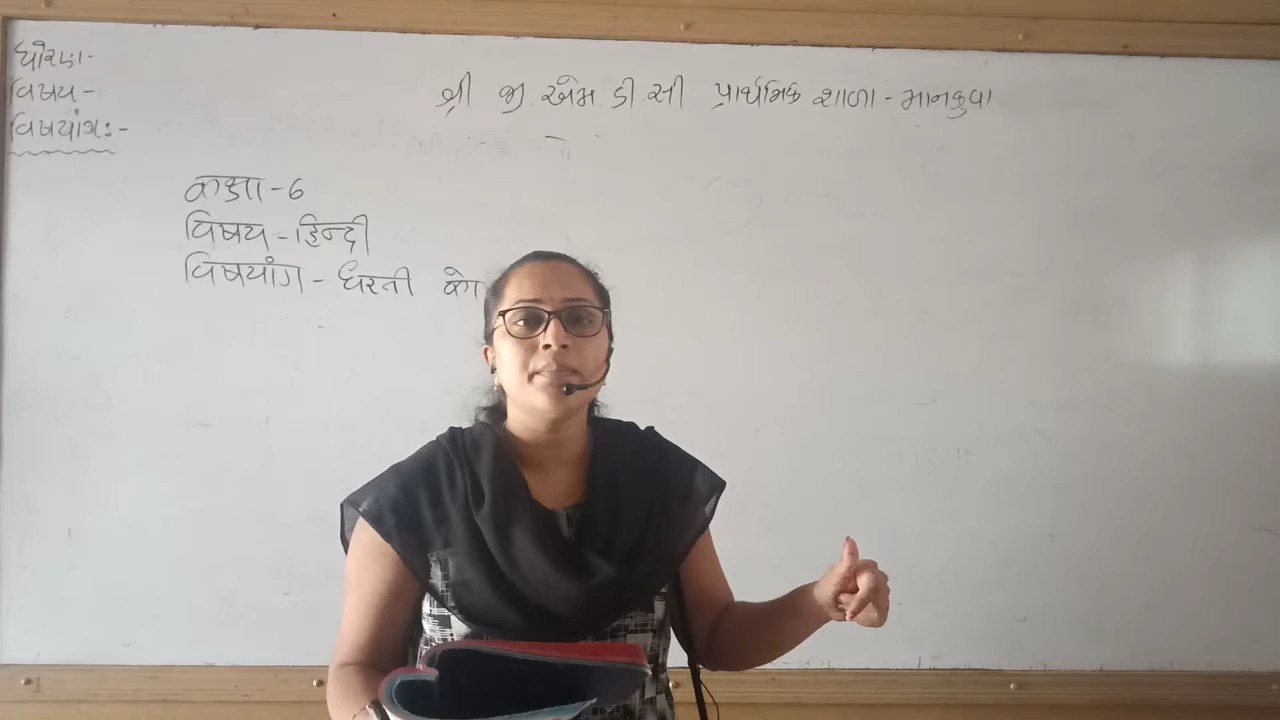 ધોરણ-
વિષય-
વિષયાંગ:-
श्री जी. એમ. ડી. સી પ્રાર્થમિક શાળા - માનકુવા
कक्षा-6
विषय-हिन्दी
विषयांग-धरती को